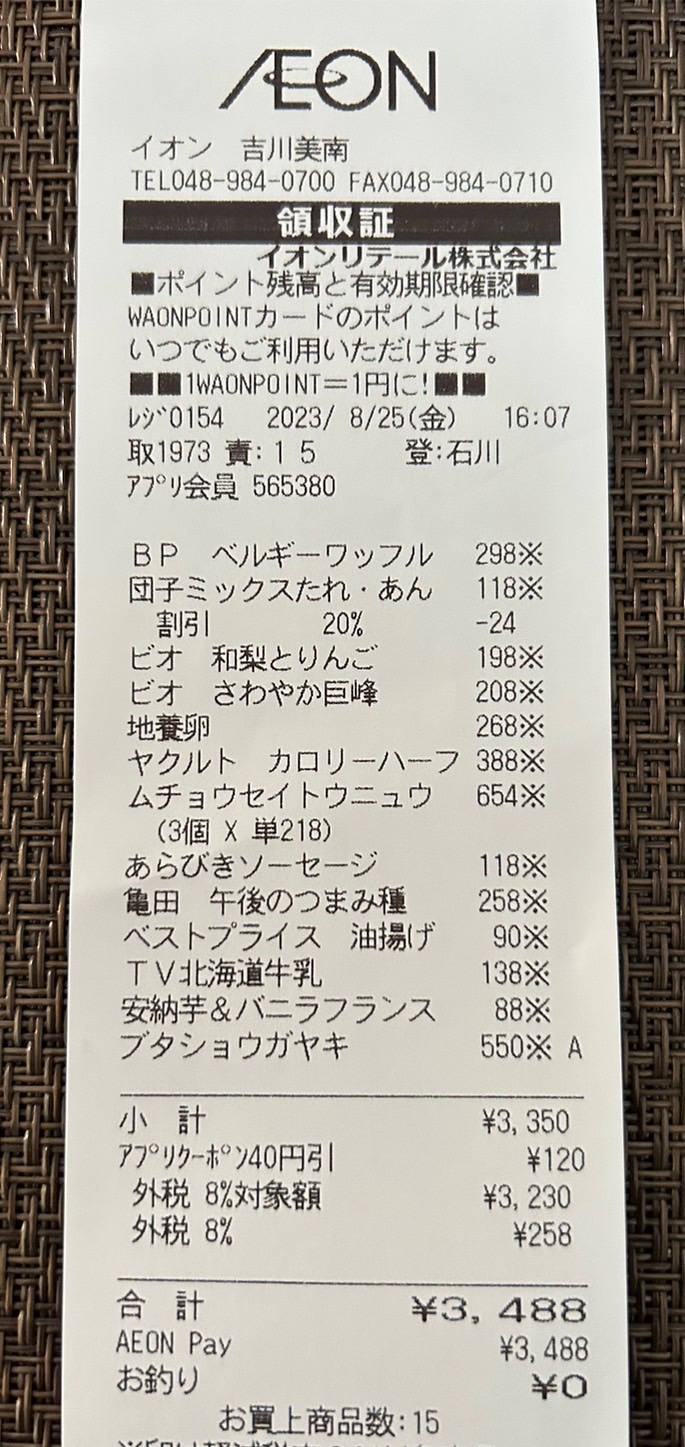 ÆON
イオン 吉川美南
TEL048-984-0700 FAX048-984-0710
領収証
イオンリテール株式会社
■ポイント残高と有効期限確認■
WAONPOINTカードのポイントは
いつでもご利用いただけます。
■■1WAONPOINT=1円に!■■
ﾚｼﾞ0154 2023/ 8/25(金) 16:07
取1973 責:15 登:石川
ｱﾌﾟﾘ会員 565380
BP ベルギーワッフル 298※
団子ミックスたれ・あん 118※
割引 20% -24
ビオ 和梨とりんご 198※
ビオ さわやか巨峰 208※
地養卵 268※
ヤクルト カロリーハーフ 388※
ムチョウセイトウニュウ 654※
(3個 X 単218)
あらびきソーセージ 118※
亀田 午後のつまみ種 258※
ベストプライス 油揚げ 90※
TV北海道牛乳 138※
安納芋&バニラフランス 88※
ブタショウガヤキ 550※ A
小 計 ¥3,350
ｱﾌﾟﾘｸｰﾎﾟﾝ40円引 ¥120
外税 8%対象額 ¥3,230
外税 8% ¥258
合 計 ¥3,488
AEON Pay ¥3,488
お釣り ¥0
お買上商品数:15